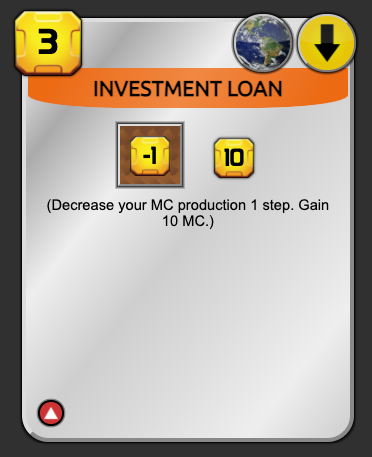 3
INVESTMENT LOAN
-1
10
(Decrease your MC production 1 step. Gain
10 MC.)